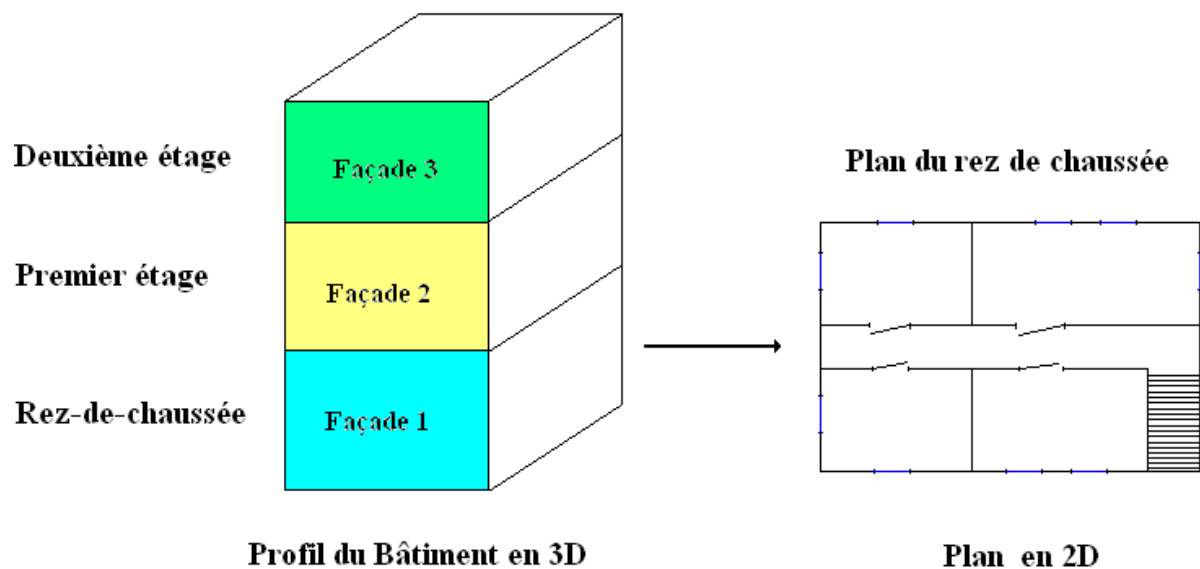 Deuxième étage
Façade 3
Plan du rez de chaussée
Premier étage
Façade 2
Rez-de-chaussée
Façade 1
Profil du Bâtiment en 3D
Plan en 2D